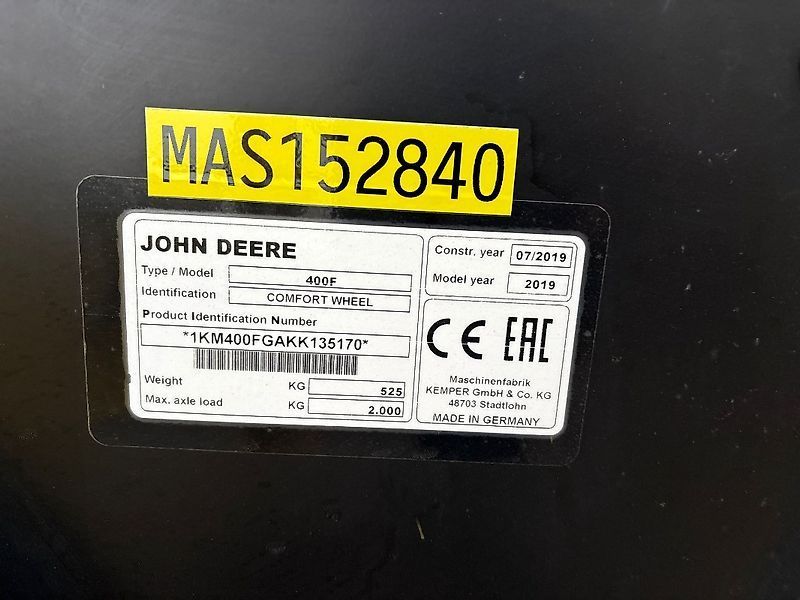 MAS152840
JOHN DEERE
Type / Model 400F
Identification COMFORT WHEEL
Product Identification Number
*1KM400FGAKK135170*
Weight KG 525
Max. axle load KG 2.000
Constr. year 07/2019
Model year 2019
CE EAC
Maschinenfabrik
KEMPER GmbH & Co. KG
48703 Stadtlohn
MADE IN GERMANY